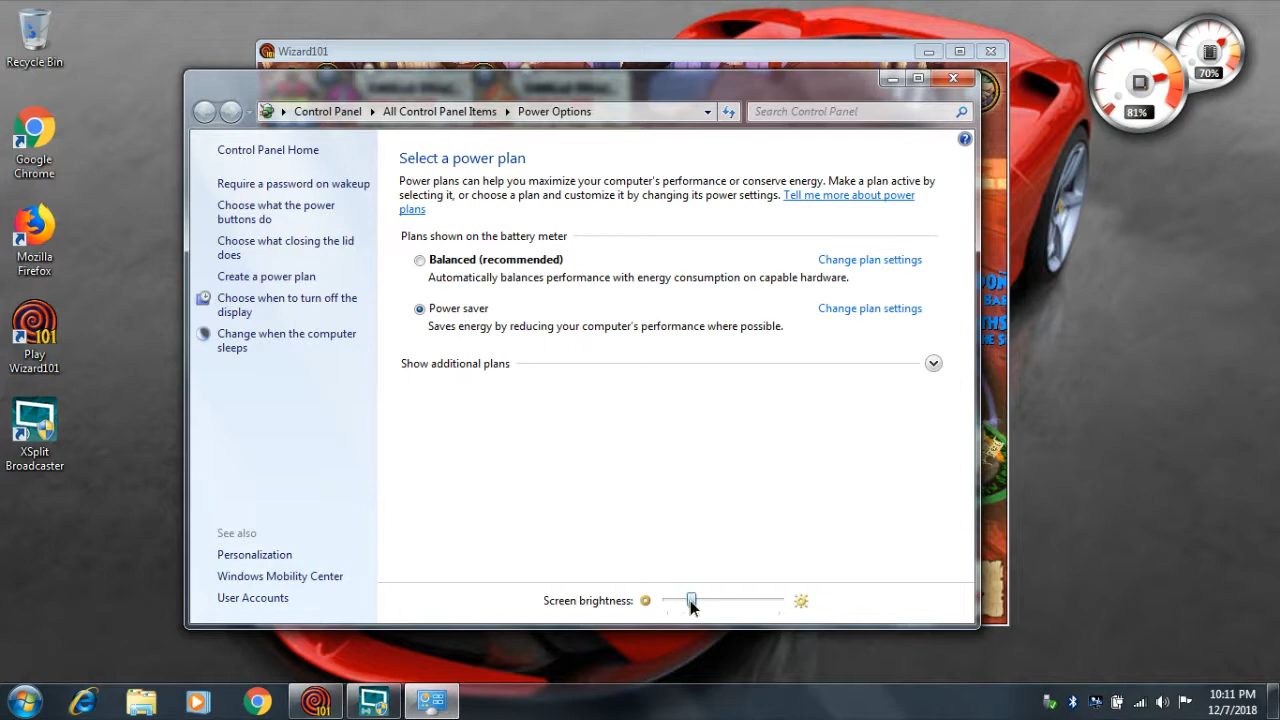 Recycle Bin
Google
Chrome
Mozilla
Firefox
101
Play
Wizard101
XSplit
Broadcaster
101
Wizard101
Control Panel
All Control Panel Items
Power Options
Search Control Panel
Control Panel Home
Require a password on wakeup
Choose what the power
buttons do
Choose what closing the lid
does
Create a power plan
Choose when to turn off the
display
Change when the computer
sleeps
See also
Personalization
Windows Mobility Center
User Accounts
Select a power plan
Power plans can help you maximize your computer's performance or conserve energy. Make a plan active by
selecting it, or choose a plan and customize it by changing its power settings. Tell me more about power
plans
Plans shown on the battery meter
Balanced (recommended)
Change plan settings
Automatically balances performance with energy consumption on capable hardware.
Power saver
Change plan settings
Saves energy by reducing your computer's performance where possible.
Show additional plans
Screen brightness:
81%
70%
101
10:11 PM
12/7/2018